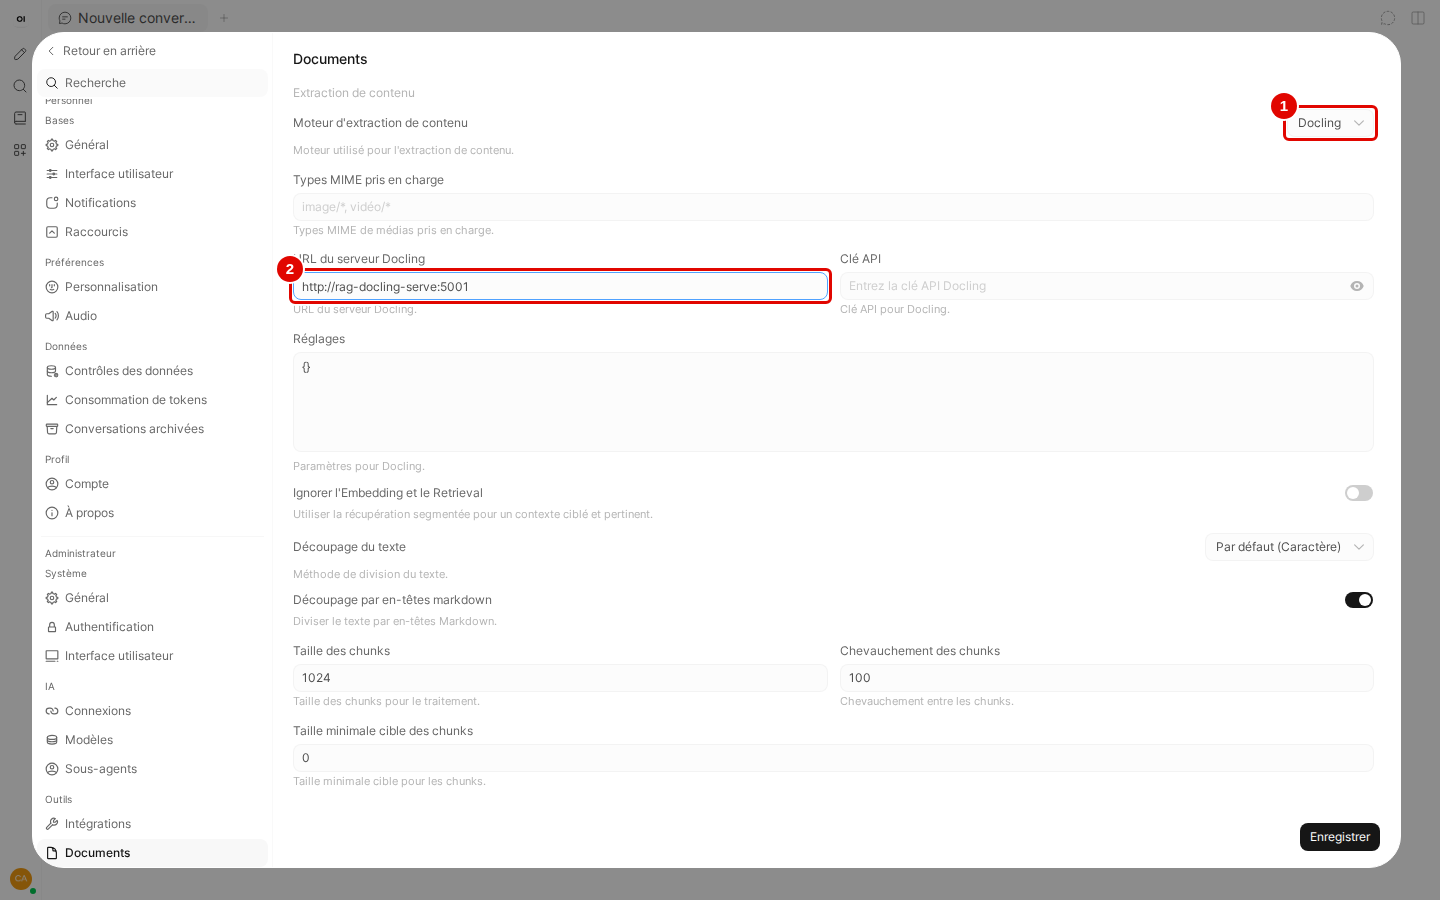 OI
Nouvelle conver...
Retour en arrière
Recherche
Personnel
Bases
Général
Interface utilisateur
Notifications
Raccourcis
Préférences
Personnalisation
Audio
Données
Contrôles des données
Consommation de tokens
Conversations archivées
Profil
Compte
À propos
Administrateur
Système
Général
Authentification
Interface utilisateur
IA
Connexions
Modèles
Sous-agents
Outils
Intégrations
Documents
CA
Documents
Extraction de contenu
Moteur d'extraction de contenu
1
Docling
Moteur utilisé pour l'extraction de contenu.
Types MIME pris en charge
image/*, vidéo/*
Types MIME de médias pris en charge.
URL du serveur Docling
2
http://rag-docling-serve:5001
URL du serveur Docling.
Clé API
Entrez la clé API Docling
Clé API pour Docling.
Réglages
{}
Paramètres pour Docling.
Ignorer l'Embedding et le Retrieval
Utiliser la récupération segmentée pour un contexte ciblé et pertinent.
Découpage du texte
Par défaut (Caractère)
Méthode de division du texte.
Découpage par en-têtes markdown
Diviser le texte par en-têtes Markdown.
Taille des chunks
1024
Taille des chunks pour le traitement.
Chevauchement des chunks
100
Chevauchement entre les chunks.
Taille minimale cible des chunks
0
Taille minimale cible pour les chunks.
Enregistrer